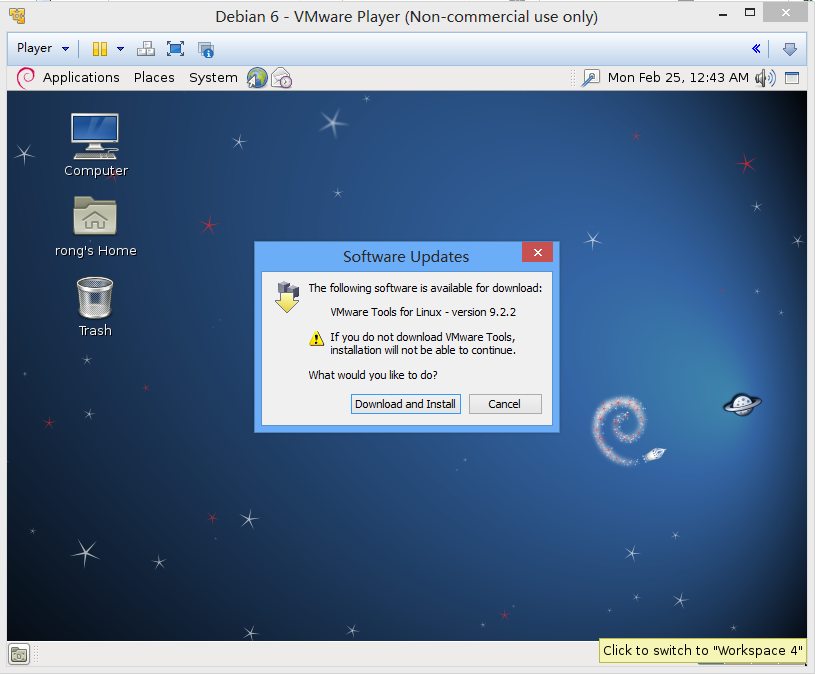 Debian 6 - VMware Player (Non-commercial use only)
Player
Applications Places System Mon Feb 25, 12:43 AM
Computer
rong's Home
Trash
Software Updates
The following software is available for download:
VMware Tools for Linux - version 9.2.2
If you do not download VMware Tools,
installation will not be able to continue.
What would you like to do?
Download and Install Cancel
Click to switch to "Workspace 4"